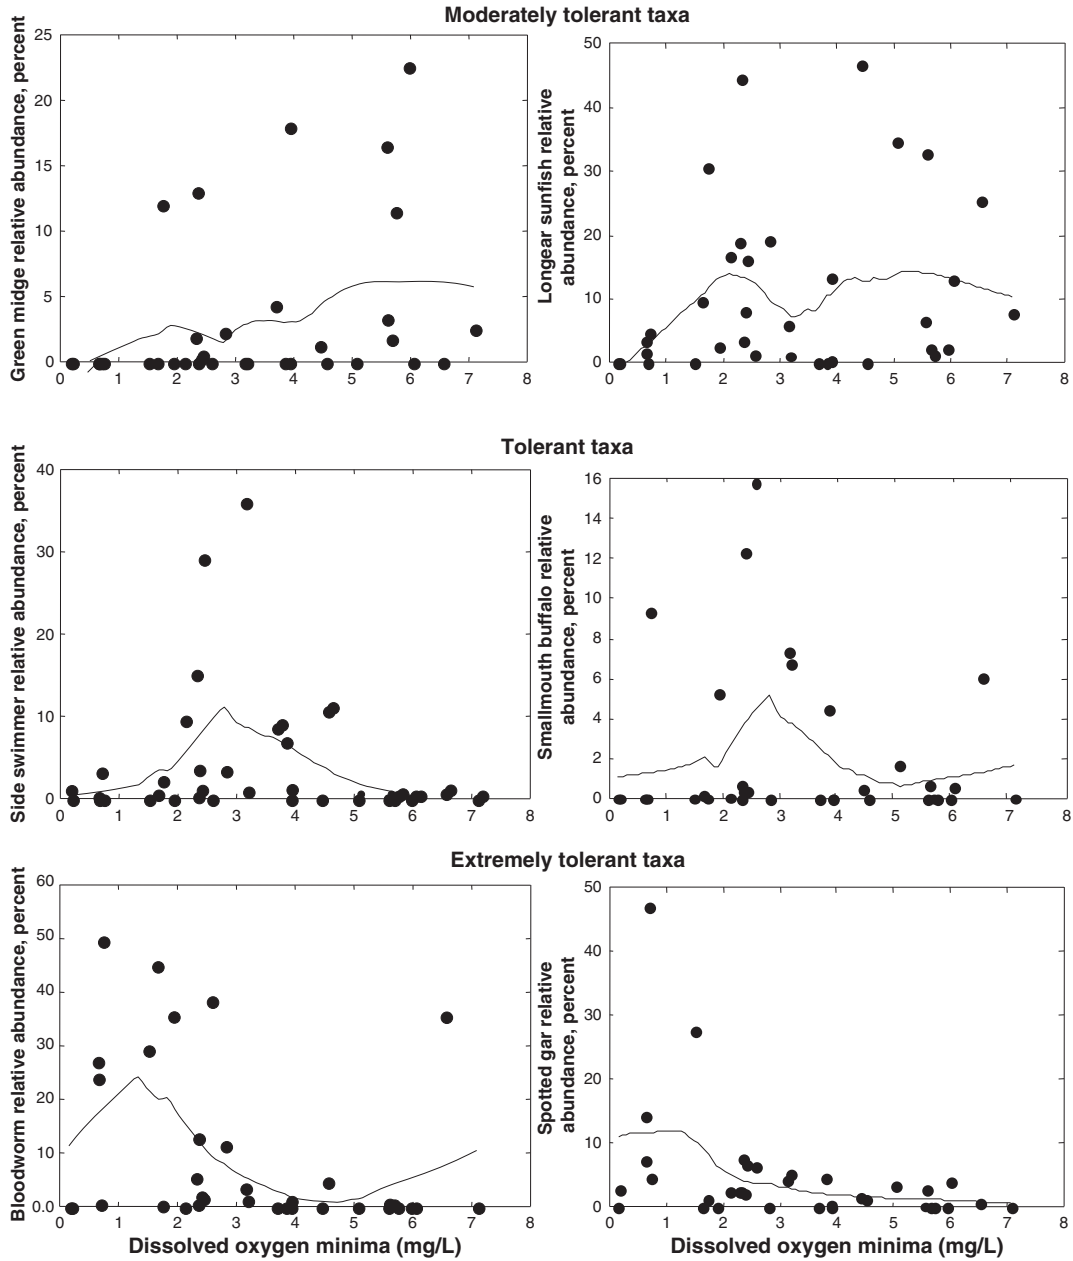 Moderately tolerant taxa
Green midge relative abundance, percent
25
20
15
10
5
0
0 1 2 3 4 5 6 7 8
Longear sunfish relative
abundance, percent
50
40
30
20
10
0
0 1 2 3 4 5 6 7 8
Tolerant taxa
Side swimmer relative abundance, percent
40
30
20
10
0
0 1 2 3 4 5 6 7 8
Smallmouth buffalo relative
abundance, percent
16
14
12
10
8
6
4
2
0
0 1 2 3 4 5 6 7 8
Extremely tolerant taxa
Bloodworm relative abundance, percent
60
50
40
30
20
10
0.0
0 1 2 3 4 5 6 7 8
Dissolved oxygen minima (mg/L)
Spotted gar relative
abundance, percent
50
40
30
20
10
0
0 1 2 3 4 5 6 7 8
Dissolved oxygen minima (mg/L)